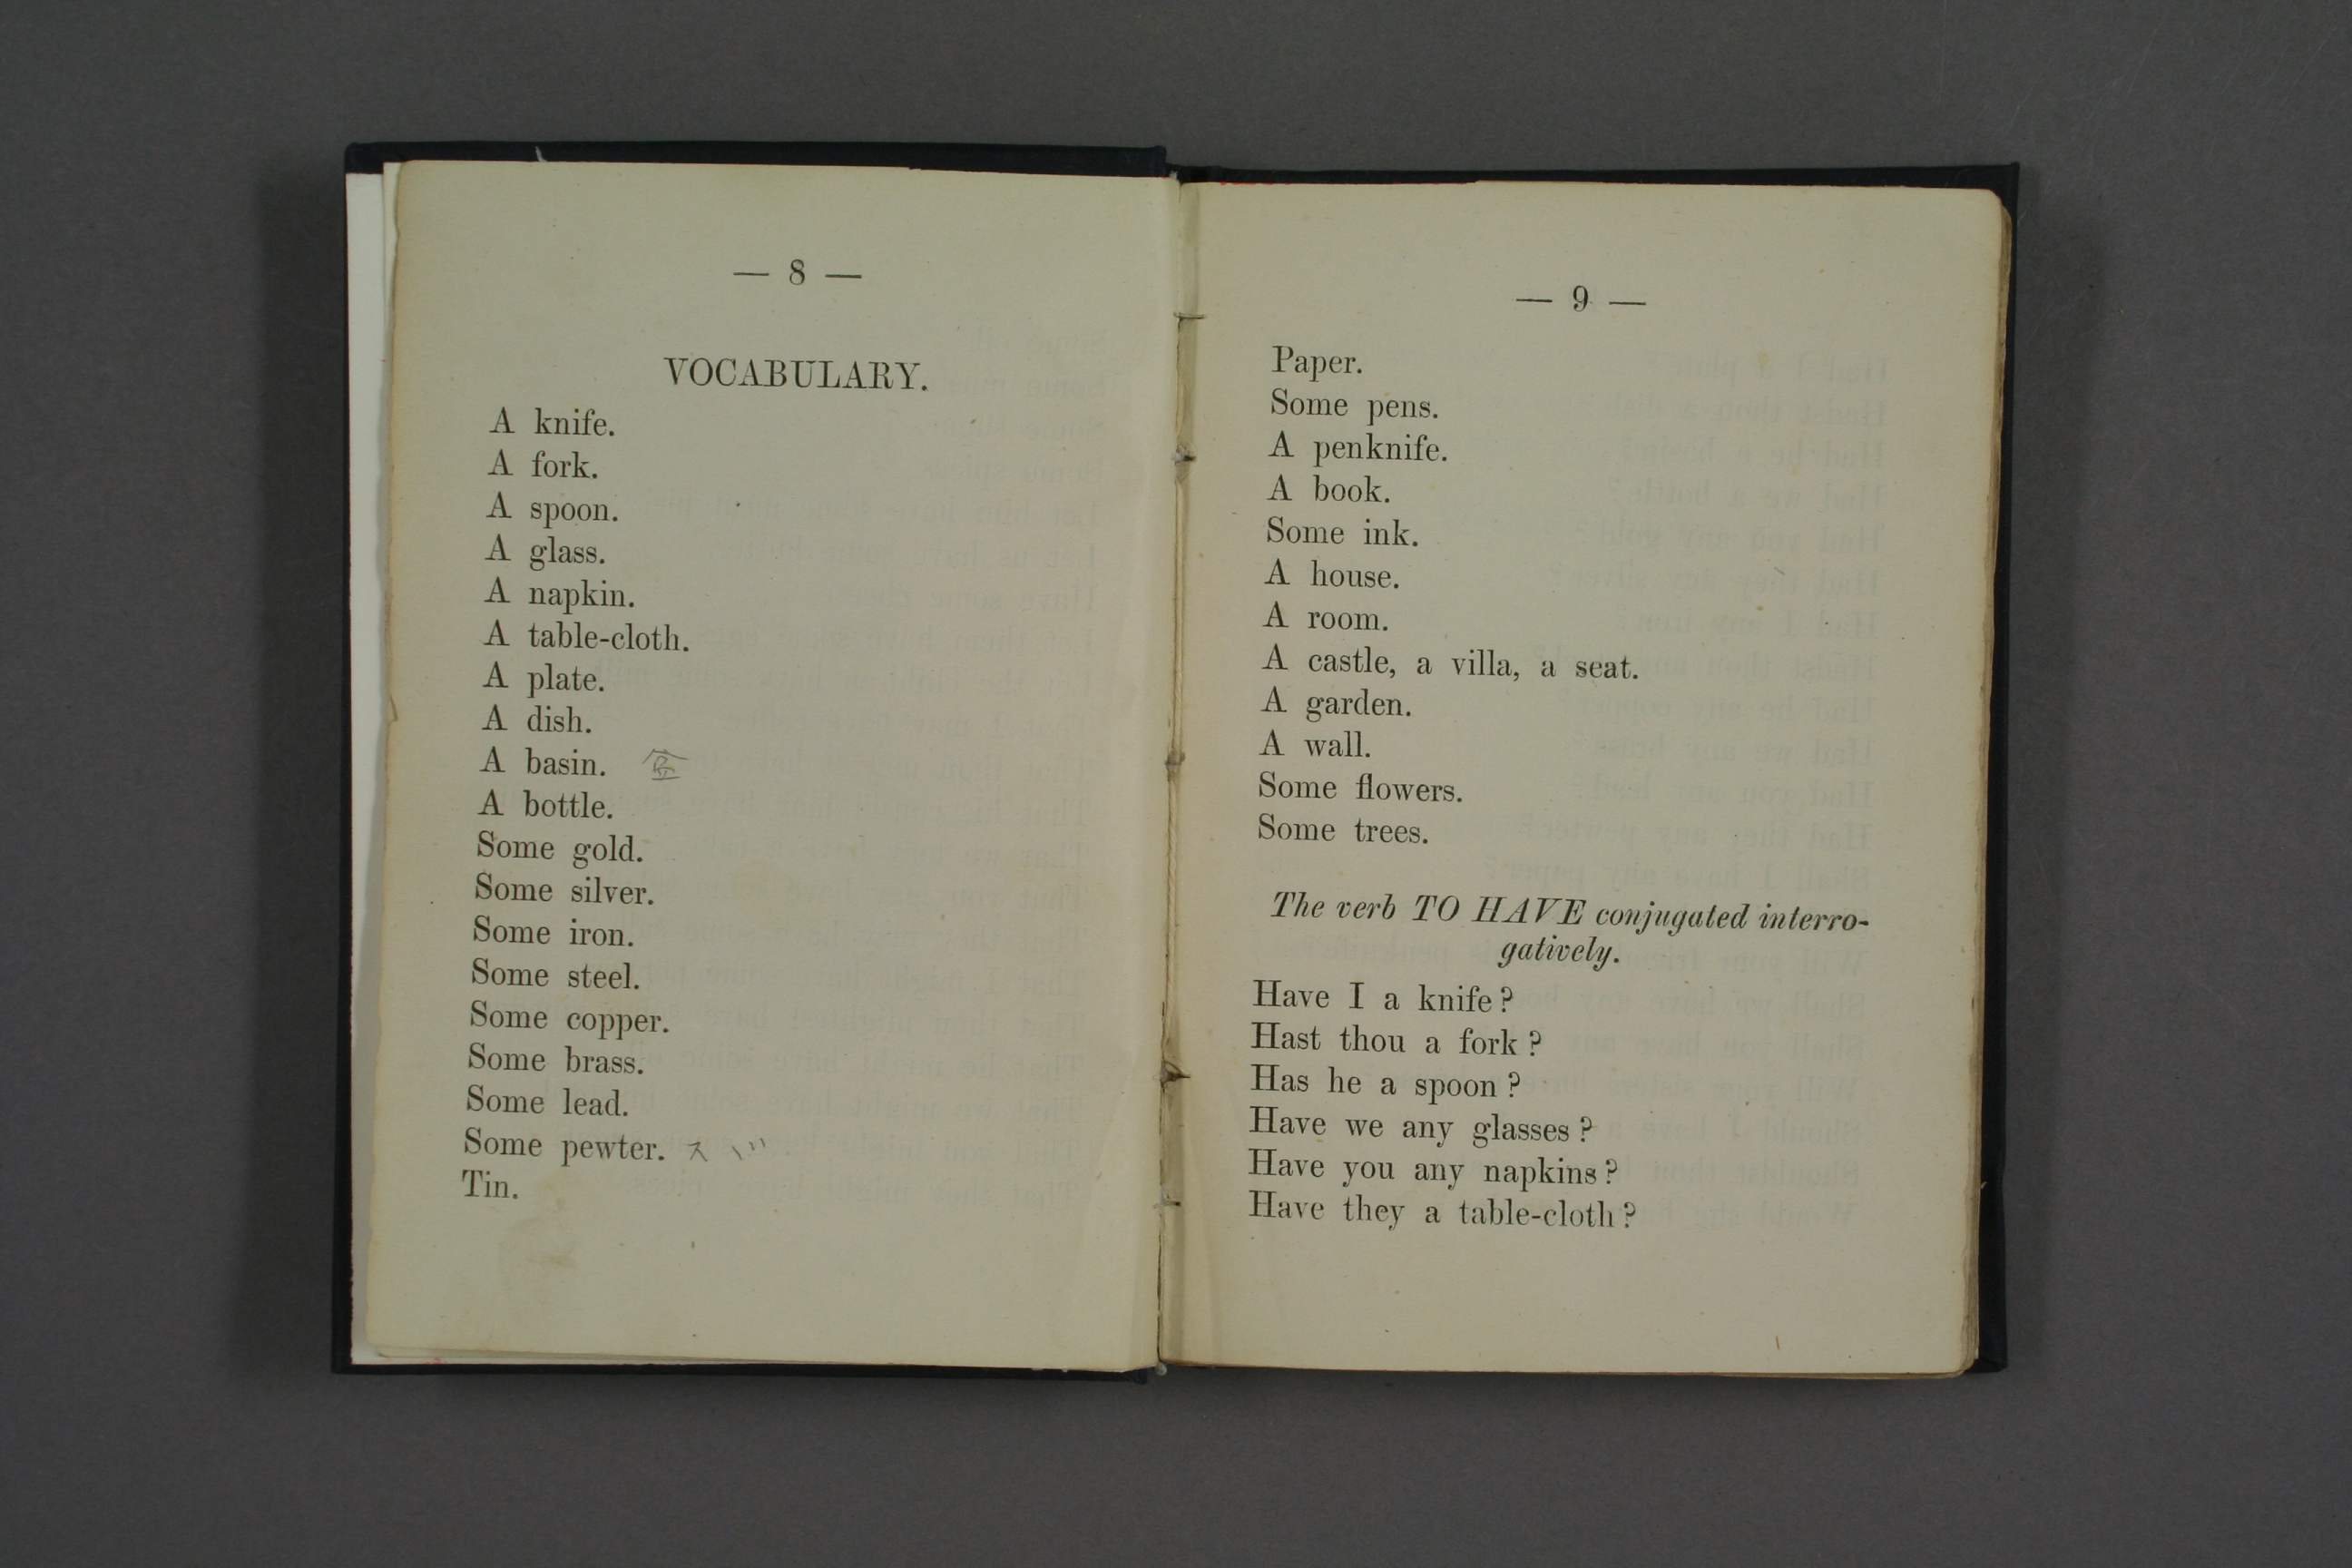 — 8 —
VOCABULARY.
A knife.
A fork.
A spoon.
A glass.
A napkin.
A table-cloth.
A plate.
A dish.
A basin.
A bottle.
Some gold.
Some silver.
Some iron.
Some steel.
Some copper.
Some brass.
Some lead.
Some pewter. スヾ
Tin.
— 9 —
Paper.
Some pens.
A penknife.
A book.
Some ink.
A house.
A room.
A castle, a villa, a seat.
A garden.
A wall.
Some flowers.
Some trees.
The verb TO HAVE conjugated interro-
gatively.
Have I a knife?
Hast thou a fork?
Has he a spoon?
Have we any glasses?
Have you any napkins?
Have they a table-cloth?